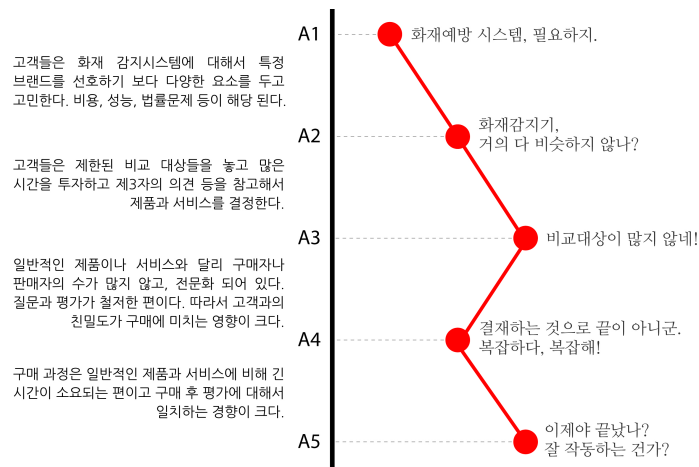 A1
화재예방 시스템, 필요하지.
고객들은 화재 감지시스템에 대해서 특정
브랜드를 선호하기 보다 다양한 요소를 두고
고민한다. 비용, 성능, 법률문제 등이 해당 된다.
A2
화재감지기,
거의 다 비슷하지 않나?
고객들은 제한된 비교 대상들을 놓고 많은
시간을 투자하고 제3자의 의견 등을 참고해서
제품과 서비스를 결정한다.
A3
비교대상이 많지 않네!
일반적인 제품이나 서비스와 달리 구매자나
판매자의 수가 많지 않고, 전문화 되어 있다.
질문과 평가가 철저한 편이다. 따라서 고객과의
친밀도가 구매에 미치는 영향이 크다.
A4
결재하는 것으로 끝이 아니군.
복잡하다, 복잡해!
구매 과정은 일반적인 제품과 서비스에 비해 긴
시간이 소요되는 편이고 구매 후 평가에 대해서
일치하는 경향이 크다.
A5
이제야 끝났나?
잘 작동하는 건가?